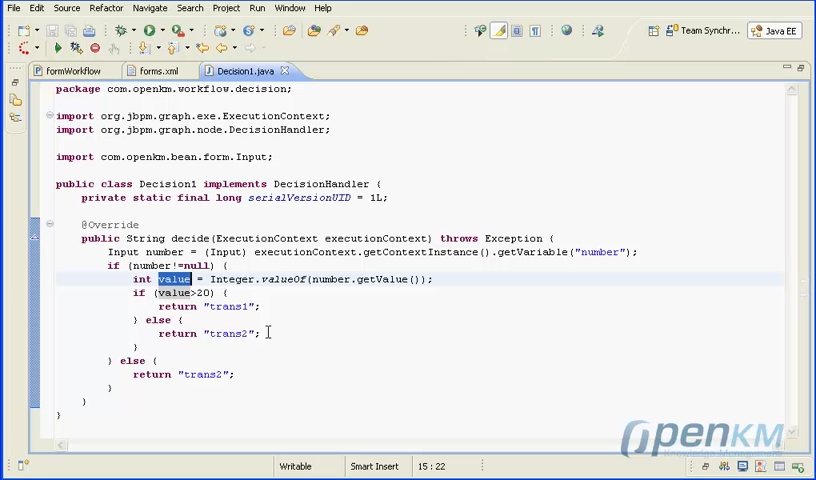 File Edit Source Refactor Navigate Search Project Run Window Help
Team Synchr... Java EE
formWorkflow forms.xml Decision1.java
package com.openkm.workflow.decision;
import org.jbpm.graph.exe.ExecutionContext;
import org.jbpm.graph.node.DecisionHandler;
import com.openkm.bean.form.Input;
public class Decision1 implements DecisionHandler {
private static final long serialVersionUID = 1L;
@Override
public String decide(ExecutionContext executionContext) throws Exception {
Input number = (Input) executionContext.getContextInstance().getVariable("number");
if (number!=null) {
int value = Integer.valueOf(number.getValue());
if (value>20) {
return "trans1";
} else {
return "trans2";
}
} else {
return "trans2";
}
}
}
OpenKM
Knowledge Management
Writable Smart Insert 15 : 22